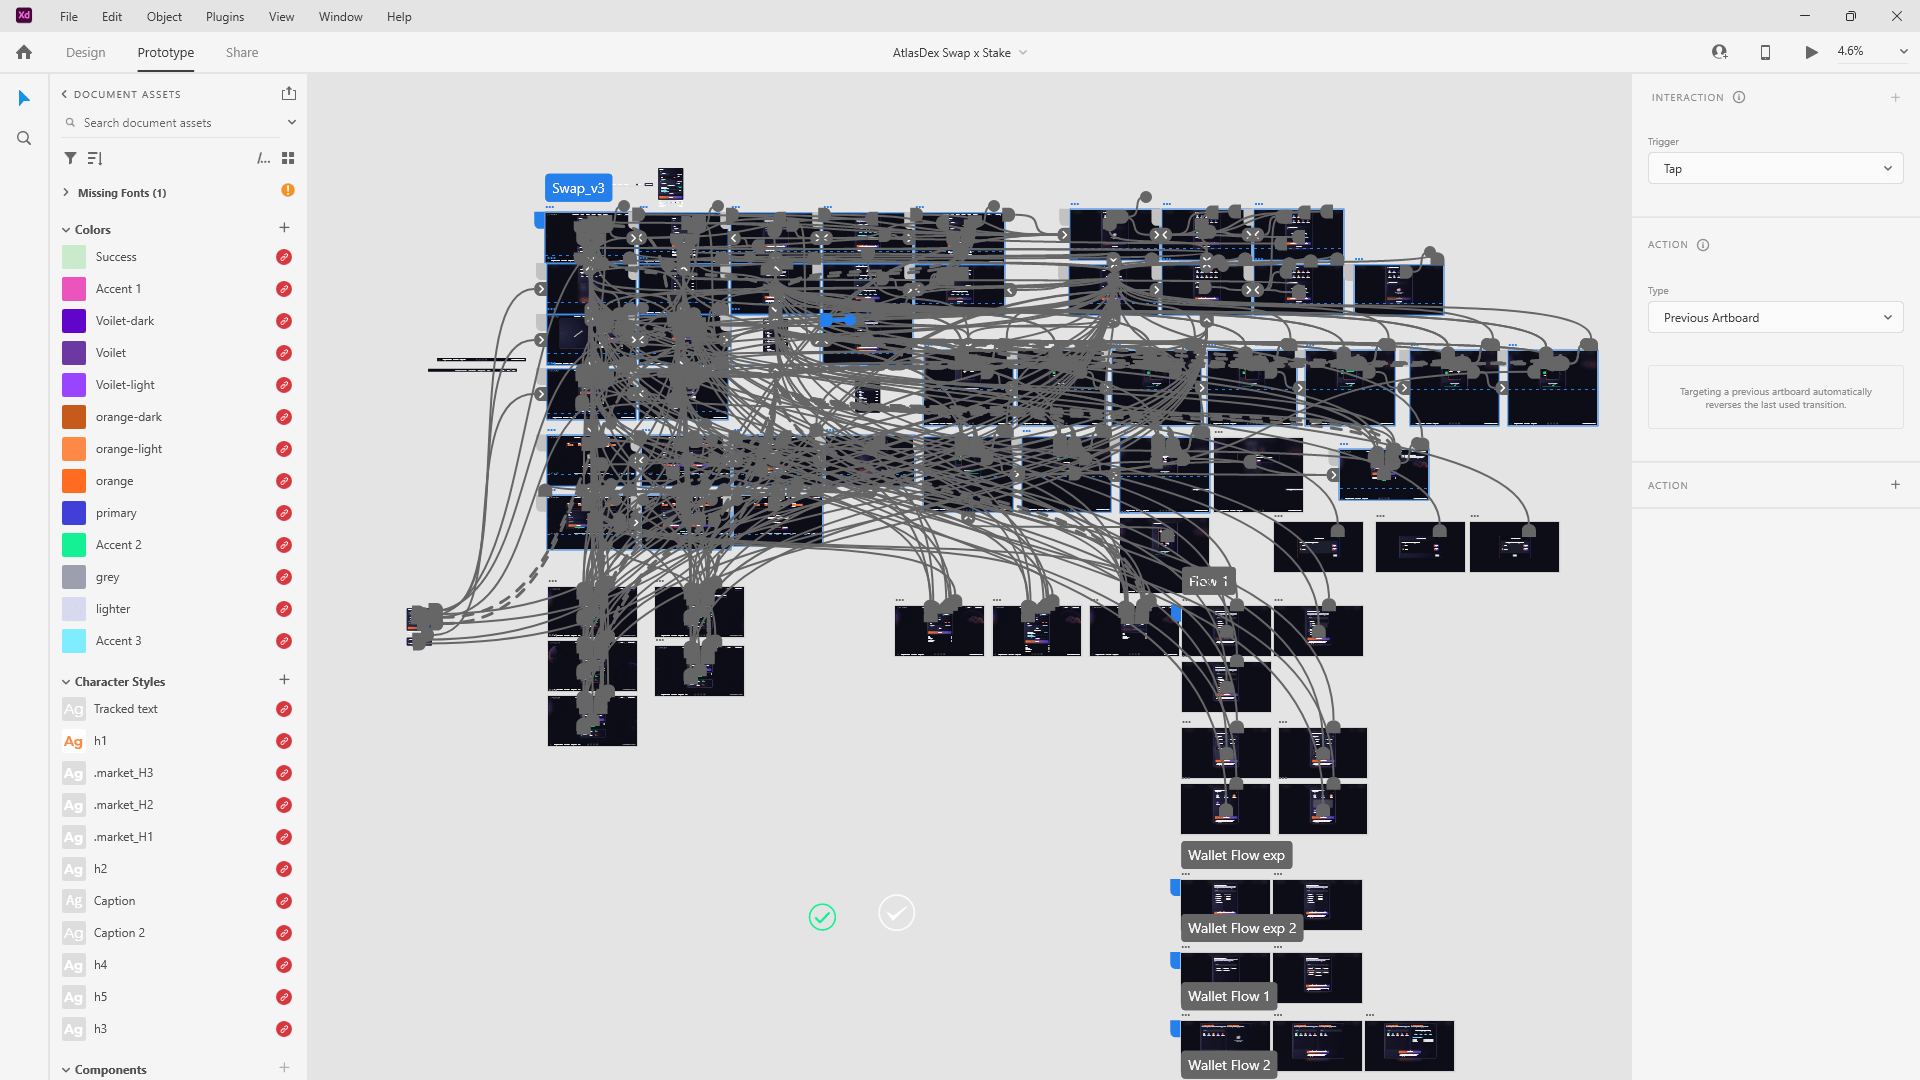 Xd File Edit Object Plugins View Window Help
Design Prototype Share
AtlasDex Swap x Stake
4.6%
DOCUMENT ASSETS
Search document assets
/...
Missing Fonts (1)
Colors
Success
Accent 1
Voilet-dark
Voilet
Voilet-light
orange-dark
orange-light
orange
primary
Accent 2
grey
lighter
Accent 3
Character Styles
Ag Tracked text
Ag h1
Ag .market_H3
Ag .market_H2
Ag .market_H1
Ag h2
Ag Caption
Ag Caption 2
Ag h4
Ag h5
Ag h3
Components
Swap_v3
Flow 1
Wallet Flow exp
Wallet Flow exp 2
Wallet Flow 1
Wallet Flow 2
INTERACTION
Trigger
Tap
ACTION
Type
Previous Artboard
Targeting a previous artboard automatically
reverses the last used transition.
ACTION